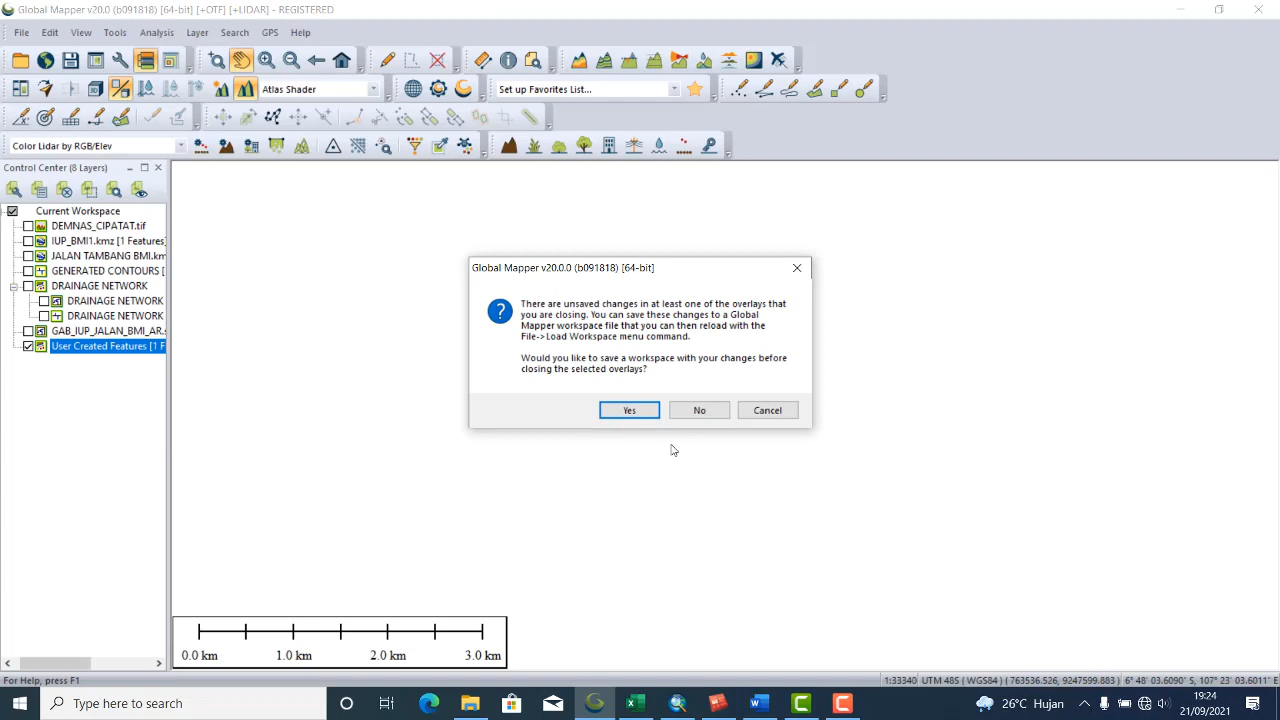 Global Mapper v20.0.0 (b091818) [64-bit] [+OTF] [+LIDAR] - REGISTERED
File Edit View Tools Analysis Layer Search GPS Help
Atlas Shader
Set up Favorites List...
Color Lidar by RGB/Elev
Control Center (8 Layers)
Current Workspace
DEMNAS_CIPATAT.tif
IUP_BMI1.kmz [1 Features]
JALAN TAMBANG BMI.km
GENERATED CONTOURS [
DRAINAGE NETWORK
DRAINAGE NETWORK
DRAINAGE NETWORK
GAB_IUP_JALAN_BMI_AR.s
User Created Features [1 F
Global Mapper v20.0.0 (b091818) [64-bit]
There are unsaved changes in at least one of the overlays that
you are closing. You can save these changes to a Global
Mapper workspace file that you can then reload with the
File->Load Workspace menu command.
Would you like to save a workspace with your changes before
closing the selected overlays?
Yes No Cancel
0.0 km 1.0 km 2.0 km 3.0 km
For Help, press F1
1:33340 UTM 48S (WGS84) (763536.526, 9247599.883) 6° 48' 03.6090" S, 107° 23' 03.6011" E
Type here to search
26°C Hujan
19:24
21/09/2021